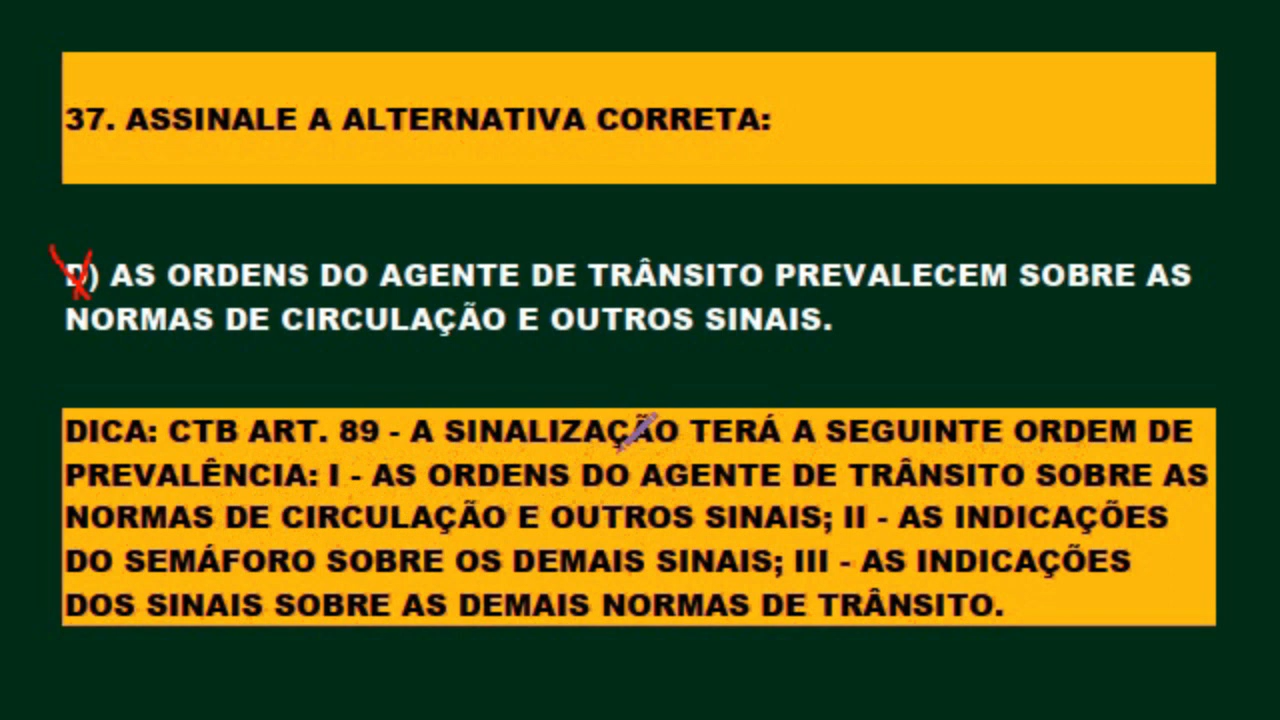 37. ASSINALE A ALTERNATIVA CORRETA:
D) AS ORDENS DO AGENTE DE TRÂNSITO PREVALECEM SOBRE AS
NORMAS DE CIRCULAÇÃO E OUTROS SINAIS.
DICA: CTB ART. 89 - A SINALIZAÇÃO TERÁ A SEGUINTE ORDEM DE
PREVALÊNCIA: I - AS ORDENS DO AGENTE DE TRÂNSITO SOBRE AS
NORMAS DE CIRCULAÇÃO E OUTROS SINAIS; II - AS INDICAÇÕES
DO SEMÁFORO SOBRE OS DEMAIS SINAIS; III - AS INDICAÇÕES
DOS SINAIS SOBRE AS DEMAIS NORMAS DE TRÂNSITO.